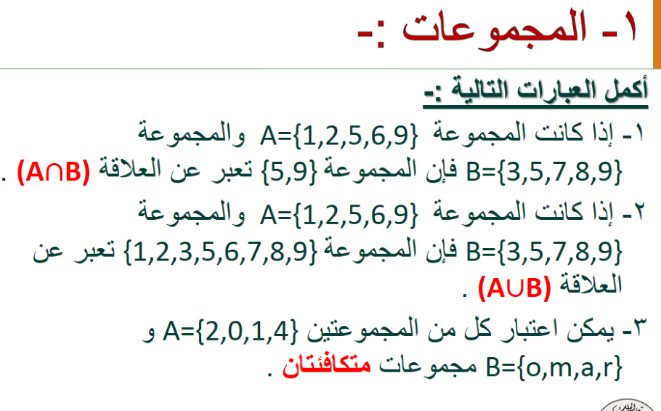 ١- المجموعات :-
أكمل العبارات التالية :-
١- إذا كانت المجموعة A={1,2,5,6,9} والمجموعة
B={3,5,7,8,9} فإن المجموعة {5,9} تعبر عن العلاقة (A∩B) .
٢- إذا كانت المجموعة A={1,2,5,6,9} والمجموعة
B={3,5,7,8,9} فإن المجموعة {1,2,3,5,6,7,8,9} تعبر عن
العلاقة (A∪B) .
٣- يمكن اعتبار كل من المجموعتين A={2,0,1,4} و
B={o,m,a,r} مجموعات متكافئتان .